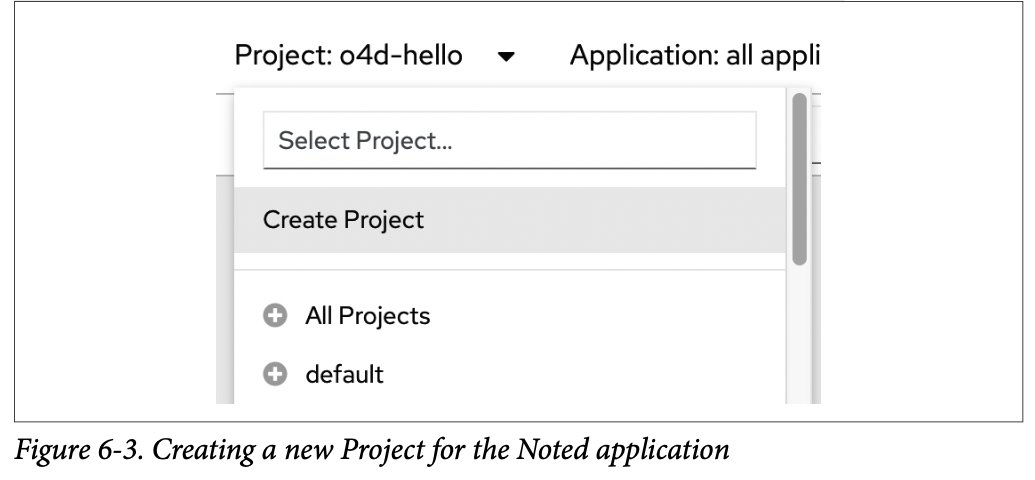 Project: o4d-hello Application: all appli
Select Project...
Create Project
All Projects
default
Figure 6-3. Creating a new Project for the Noted application